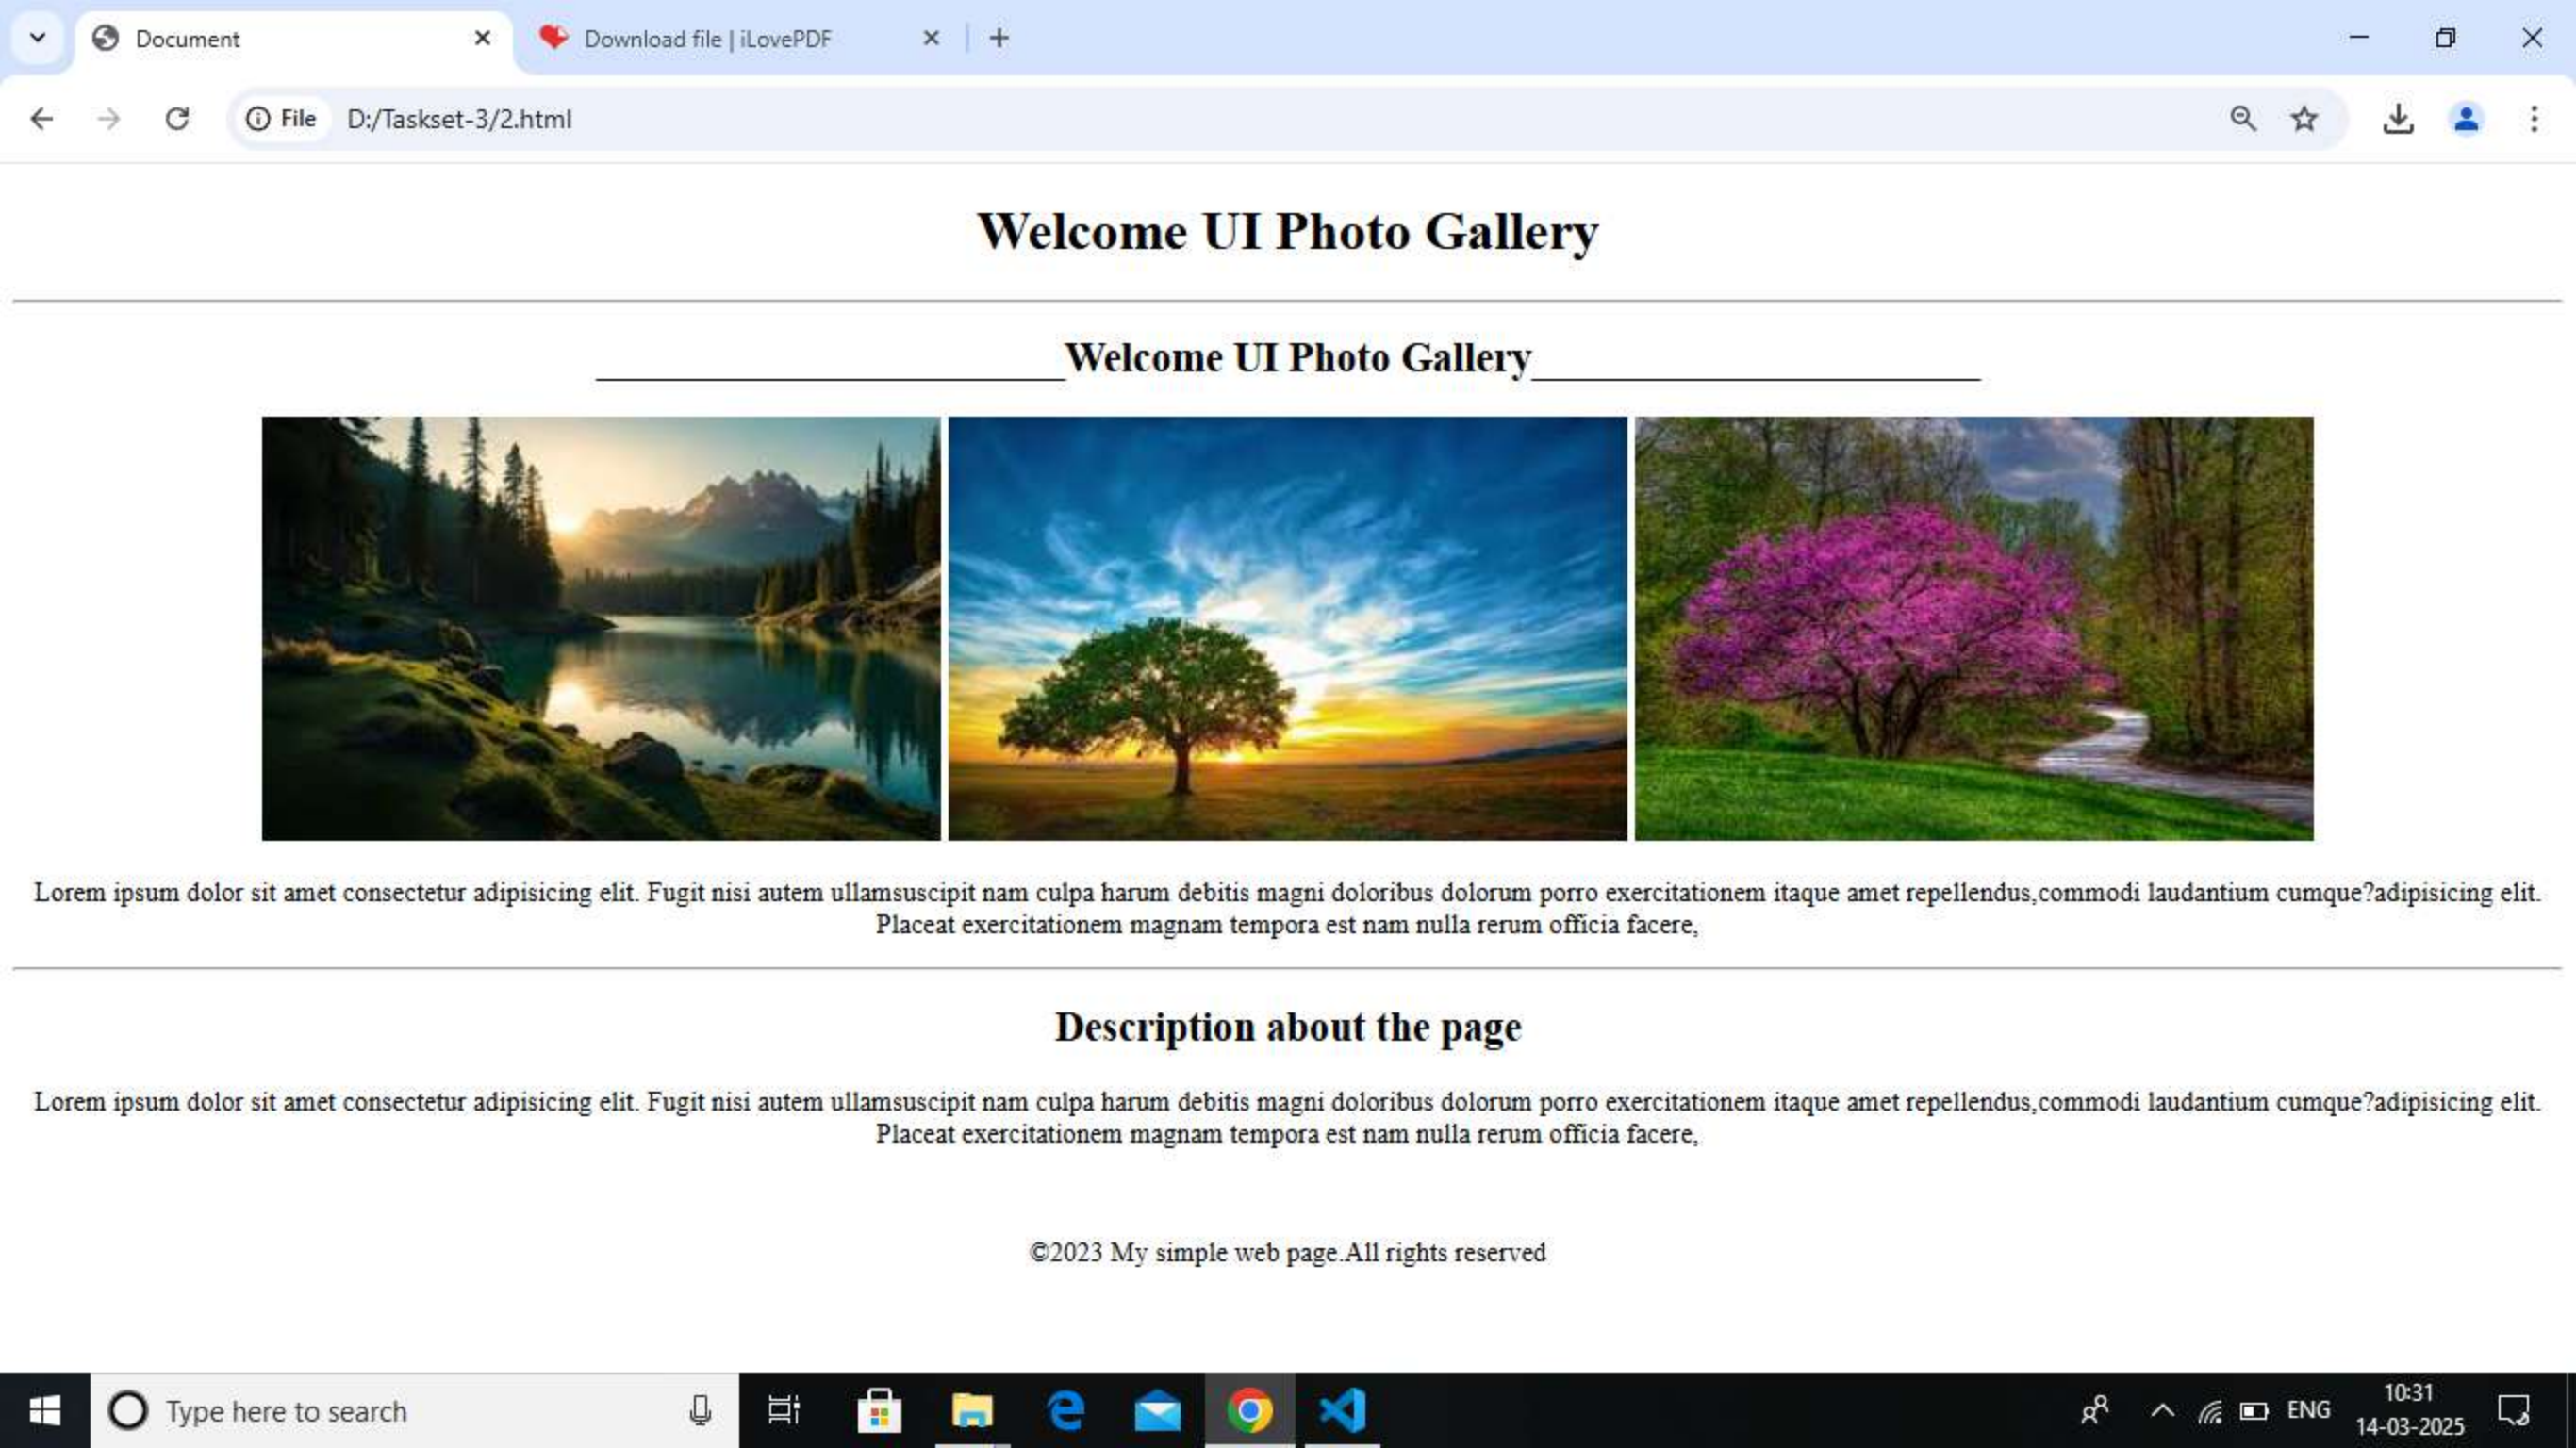 Document
Download file | iLovePDF
File
D:/Taskset-3/2.html
Welcome UI Photo Gallery
______________________Welcome UI Photo Gallery_____________________
Lorem ipsum dolor sit amet consectetur adipisicing elit. Fugit nisi autem ullamsuscipit nam culpa harum debitis magni doloribus dolorum porro exercitationem itaque amet repellendus,commodi laudantium cumque?adipisicing elit.
Placeat exercitationem magnam tempora est nam nulla rerum officia facere,
Description about the page
Lorem ipsum dolor sit amet consectetur adipisicing elit. Fugit nisi autem ullamsuscipit nam culpa harum debitis magni doloribus dolorum porro exercitationem itaque amet repellendus,commodi laudantium cumque?adipisicing elit.
Placeat exercitationem magnam tempora est nam nulla rerum officia facere,
©2023 My simple web page.All rights reserved
Type here to search
ENG
10:31
14-03-2025